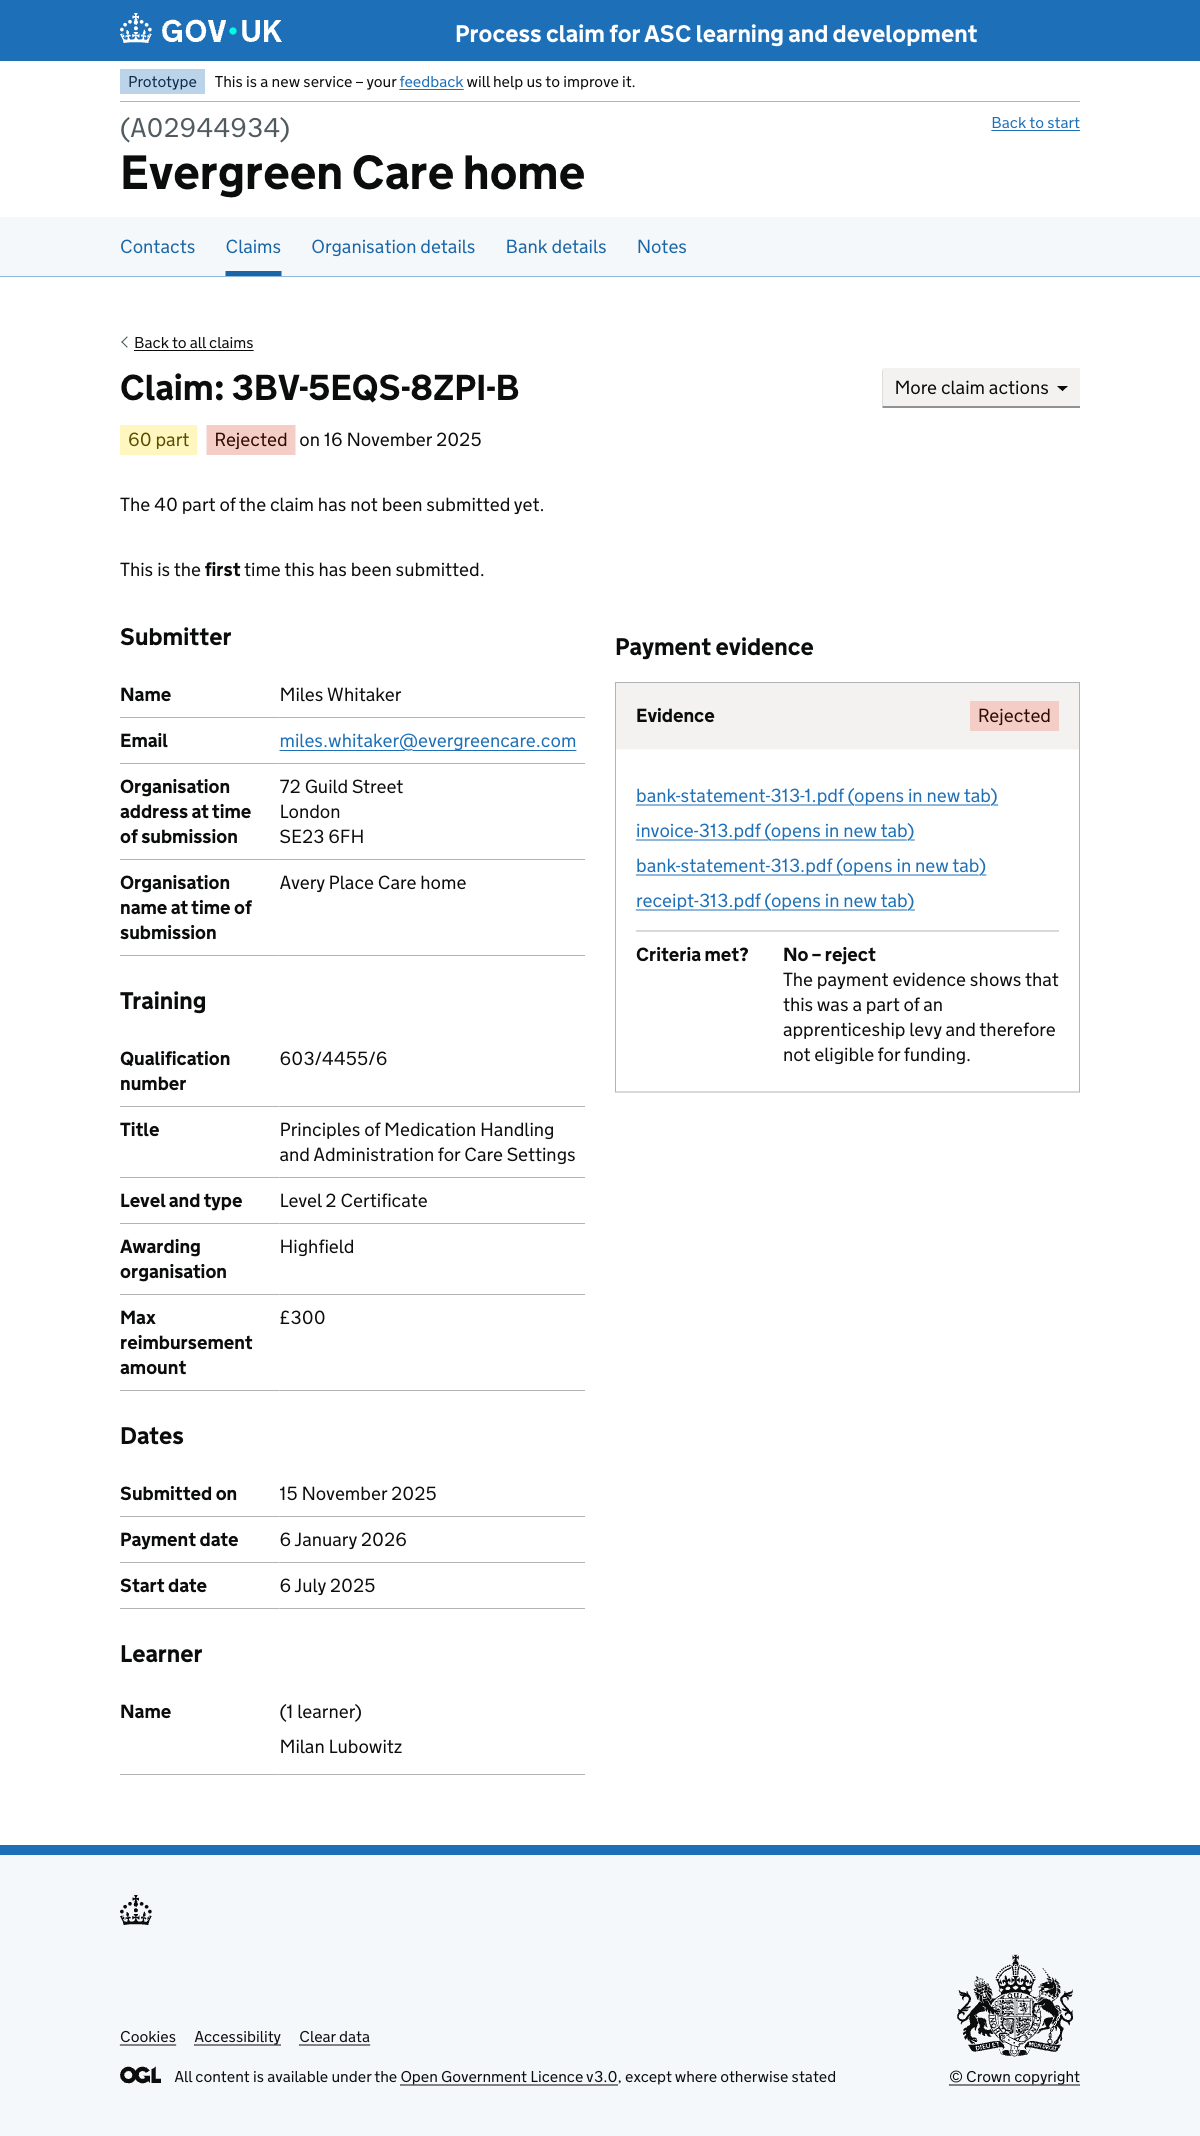 GOV·UK
Process claim for ASC learning and development
Prototype
This is a new service – your feedback will help us to improve it.
(A02944934)
Back to start
Evergreen Care home
Contacts
Claims
Organisation details
Bank details
Notes
Back to all claims
Claim: 3BV-5EQS-8ZPI-B
More claim actions
60 part
Rejected on 16 November 2025
The 40 part of the claim has not been submitted yet.
This is the first time this has been submitted.
Submitter
Name
Miles Whitaker
Email
miles.whitaker@evergreencare.com
Organisation
address at time
of submission
72 Guild Street
London
SE23 6FH
Organisation
name at time of
submission
Avery Place Care home
Training
Qualification
number
603/4455/6
Title
Principles of Medication Handling
and Administration for Care Settings
Level and type
Level 2 Certificate
Awarding
organisation
Highfield
Max
reimbursement
amount
£300
Dates
Submitted on
15 November 2025
Payment date
6 January 2026
Start date
6 July 2025
Learner
Name
(1 learner)
Milan Lubowitz
Payment evidence
Evidence
Rejected
bank-statement-313-1.pdf (opens in new tab)
invoice-313.pdf (opens in new tab)
bank-statement-313.pdf (opens in new tab)
receipt-313.pdf (opens in new tab)
Criteria met?
No – reject
The payment evidence shows that
this was a part of an
apprenticeship levy and therefore
not eligible for funding.
Cookies
Accessibility
Clear data
OGL
All content is available under the Open Government Licence v3.0, except where otherwise stated
© Crown copyright